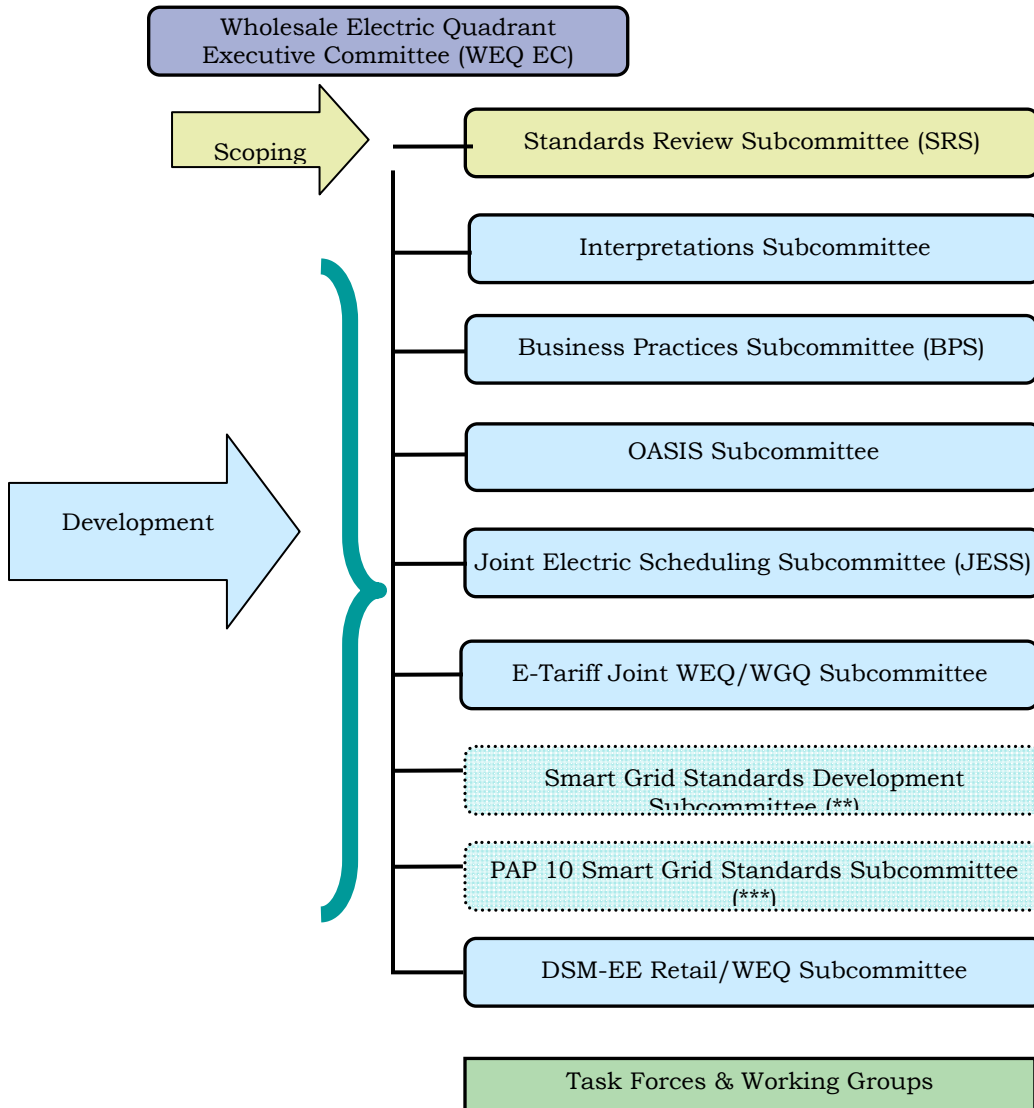 Wholesale Electric Quadrant
Executive Committee (WEQ EC)
Scoping
Standards Review Subcommittee (SRS)
Interpretations Subcommittee
Business Practices Subcommittee (BPS)
OASIS Subcommittee
Development
Joint Electric Scheduling Subcommittee (JESS)
E-Tariff Joint WEQ/WGQ Subcommittee
Smart Grid Standards Development
Subcommittee (**)
PAP 10 Smart Grid Standards Subcommittee
(***)
DSM-EE Retail/WEQ Subcommittee
Task Forces & Working Groups